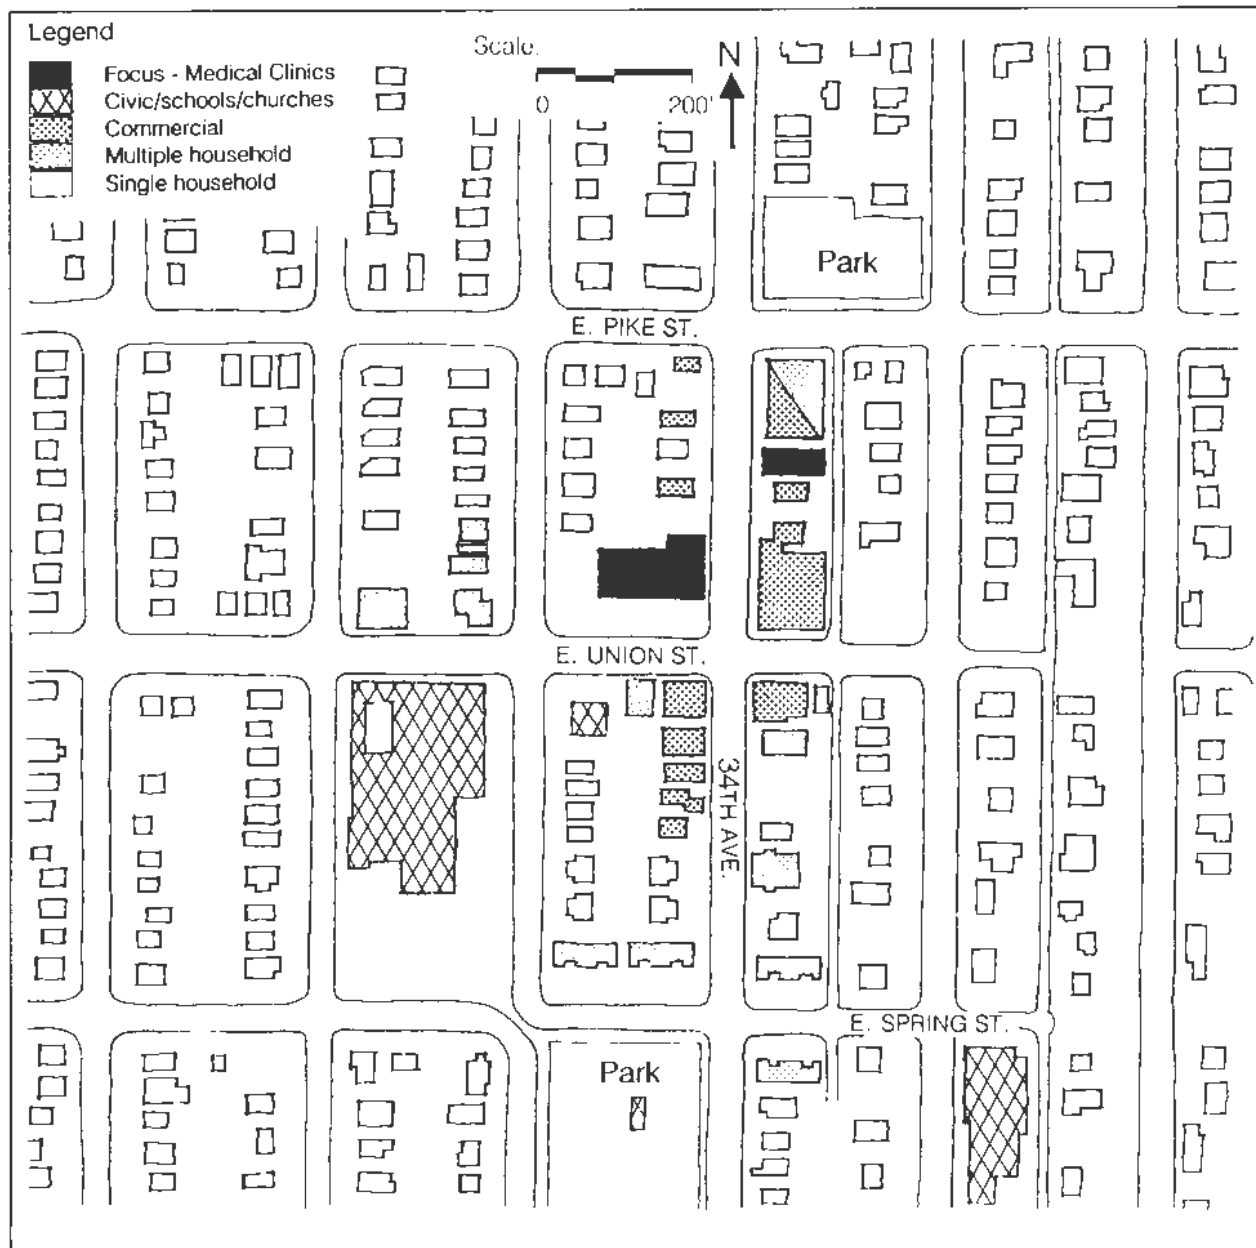 Legend
Focus - Medical Clinics
Civic/schools/churches
Commercial
Multiple household
Single household
Scale.
0 200'
N
Park
E. PIKE ST.
E. UNION ST.
34TH AVE.
E. SPRING ST.
Park